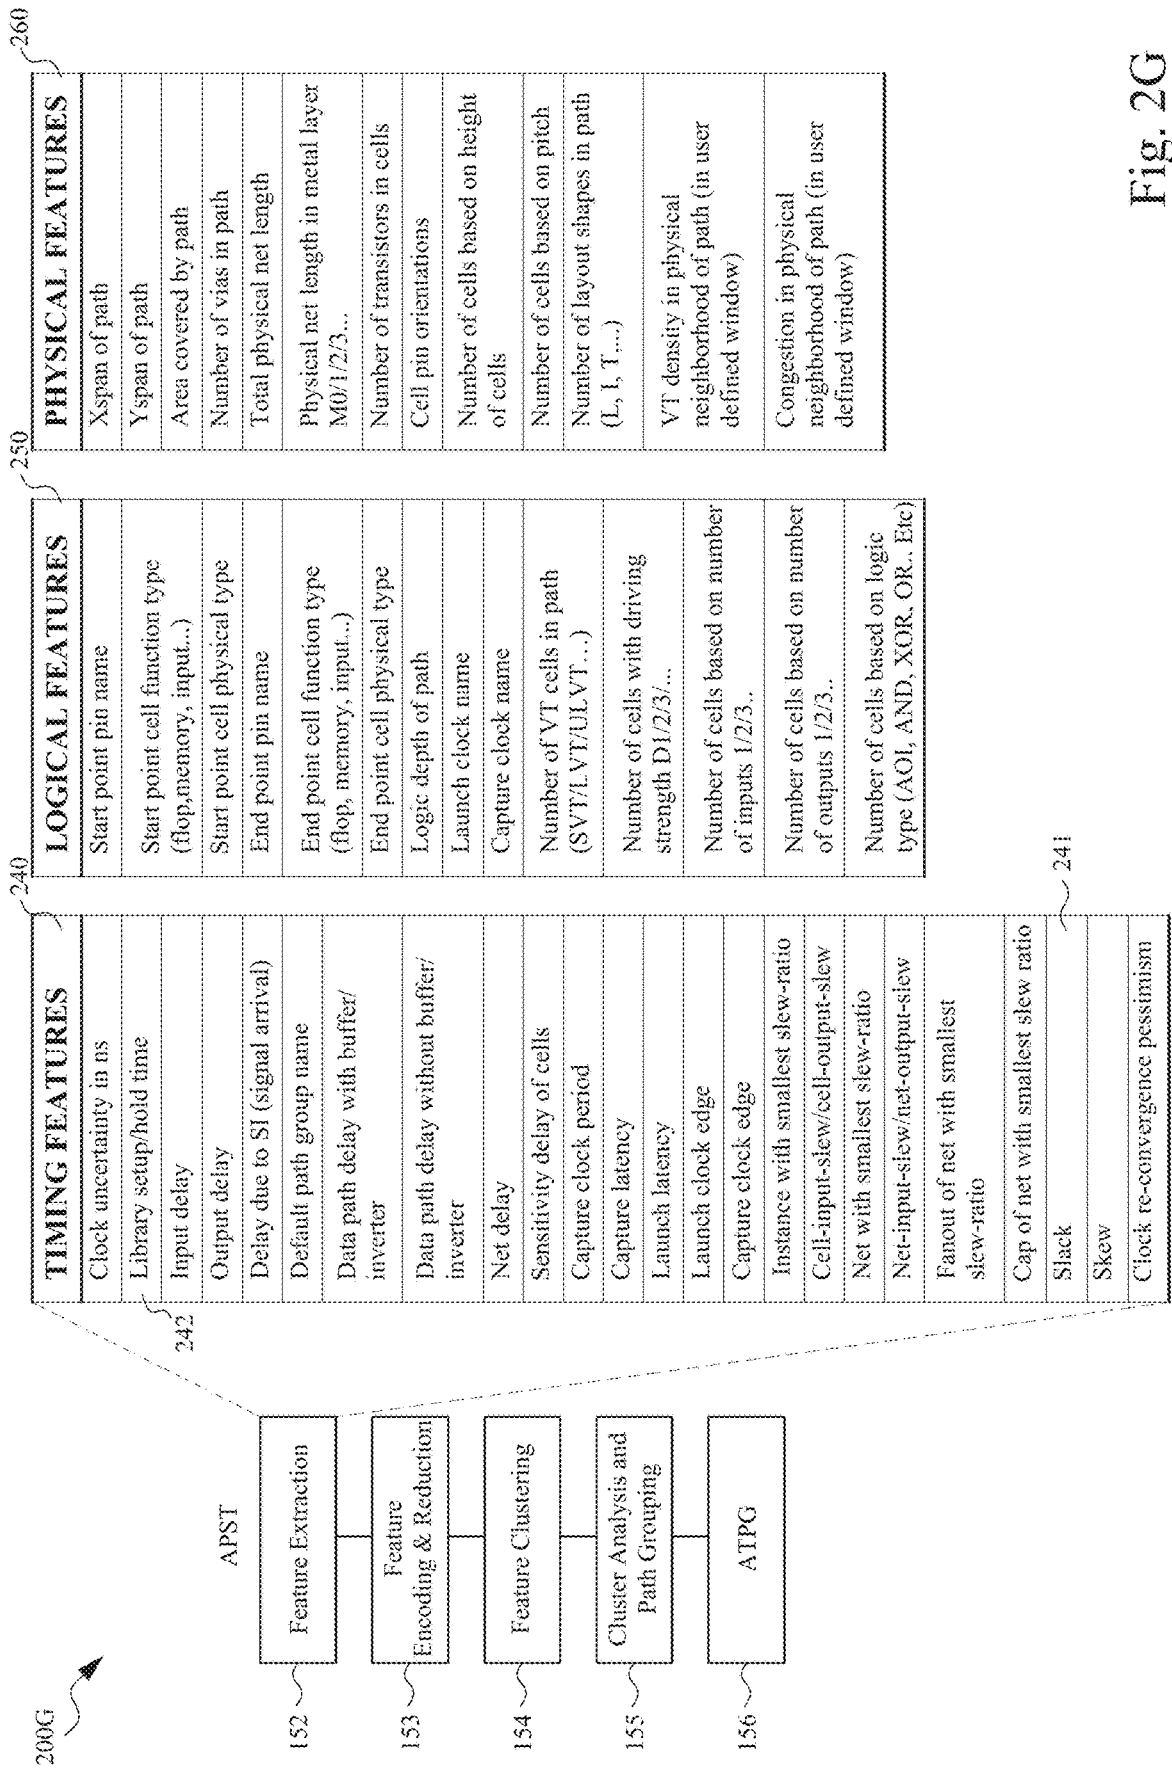 200G
APST
152
Feature Extraction
153
Feature
Encoding & Reduction
154
Feature Clustering
155
Cluster Analysis and
Path Grouping
156
ATPG
240
TIMING FEATURES
Clock uncertainty in ns
Library setup/hold time
242
Input delay
Output delay
Delay due to SI (signal arrival)
Default path group name
Data path delay with buffer/
inverter
Data path delay without buffer/
inverter
Net delay
Sensitivity delay of cells
Capture clock period
Capture latency
Launch latency
Launch clock edge
Capture clock edge
Instance with smallest slew-ratio
Cell-input-slew/cell-output-slew
Net with smallest slew-ratio
Net-input-slew/net-output-slew
Fanout of net with smallest
slew-ratio
Cap of net with smallest slew ratio
Slack
241
Skew
Clock re-convergence pessimism
250
LOGICAL FEATURES
Start point pin name
Start point cell function type
(flop,memory, input...)
Start point cell physical type
End point pin name
End point cell function type
(flop, memory, input...)
End point cell physical type
Logic depth of path
Launch clock name
Capture clock name
Number of VT cells in path
(SVT/LVT/ULVT...)
Number of cells with driving
strength D1/2/3/...
Number of cells based on number
of inputs 1/2/3..
Number of cells based on number
of outputs 1/2/3..
Number of cells based on logic
type (AOI, AND, XOR, OR.. Etc)
260
PHYSICAL FEATURES
Xspan of path
Yspan of path
Area covered by path
Number of vias in path
Total physical net length
Physical net length in metal layer
M0/1/2/3...
Number of transistors in cells
Cell pin orientations
Number of cells based on height
of cells
Number of cells based on pitch
Number of layout shapes in path
(L, I, T,...)
VT density in physical
neighborhood of path (in user
defined window)
Congestion in physical
neighborhood of path (in user
defined window)
Fig. 2G